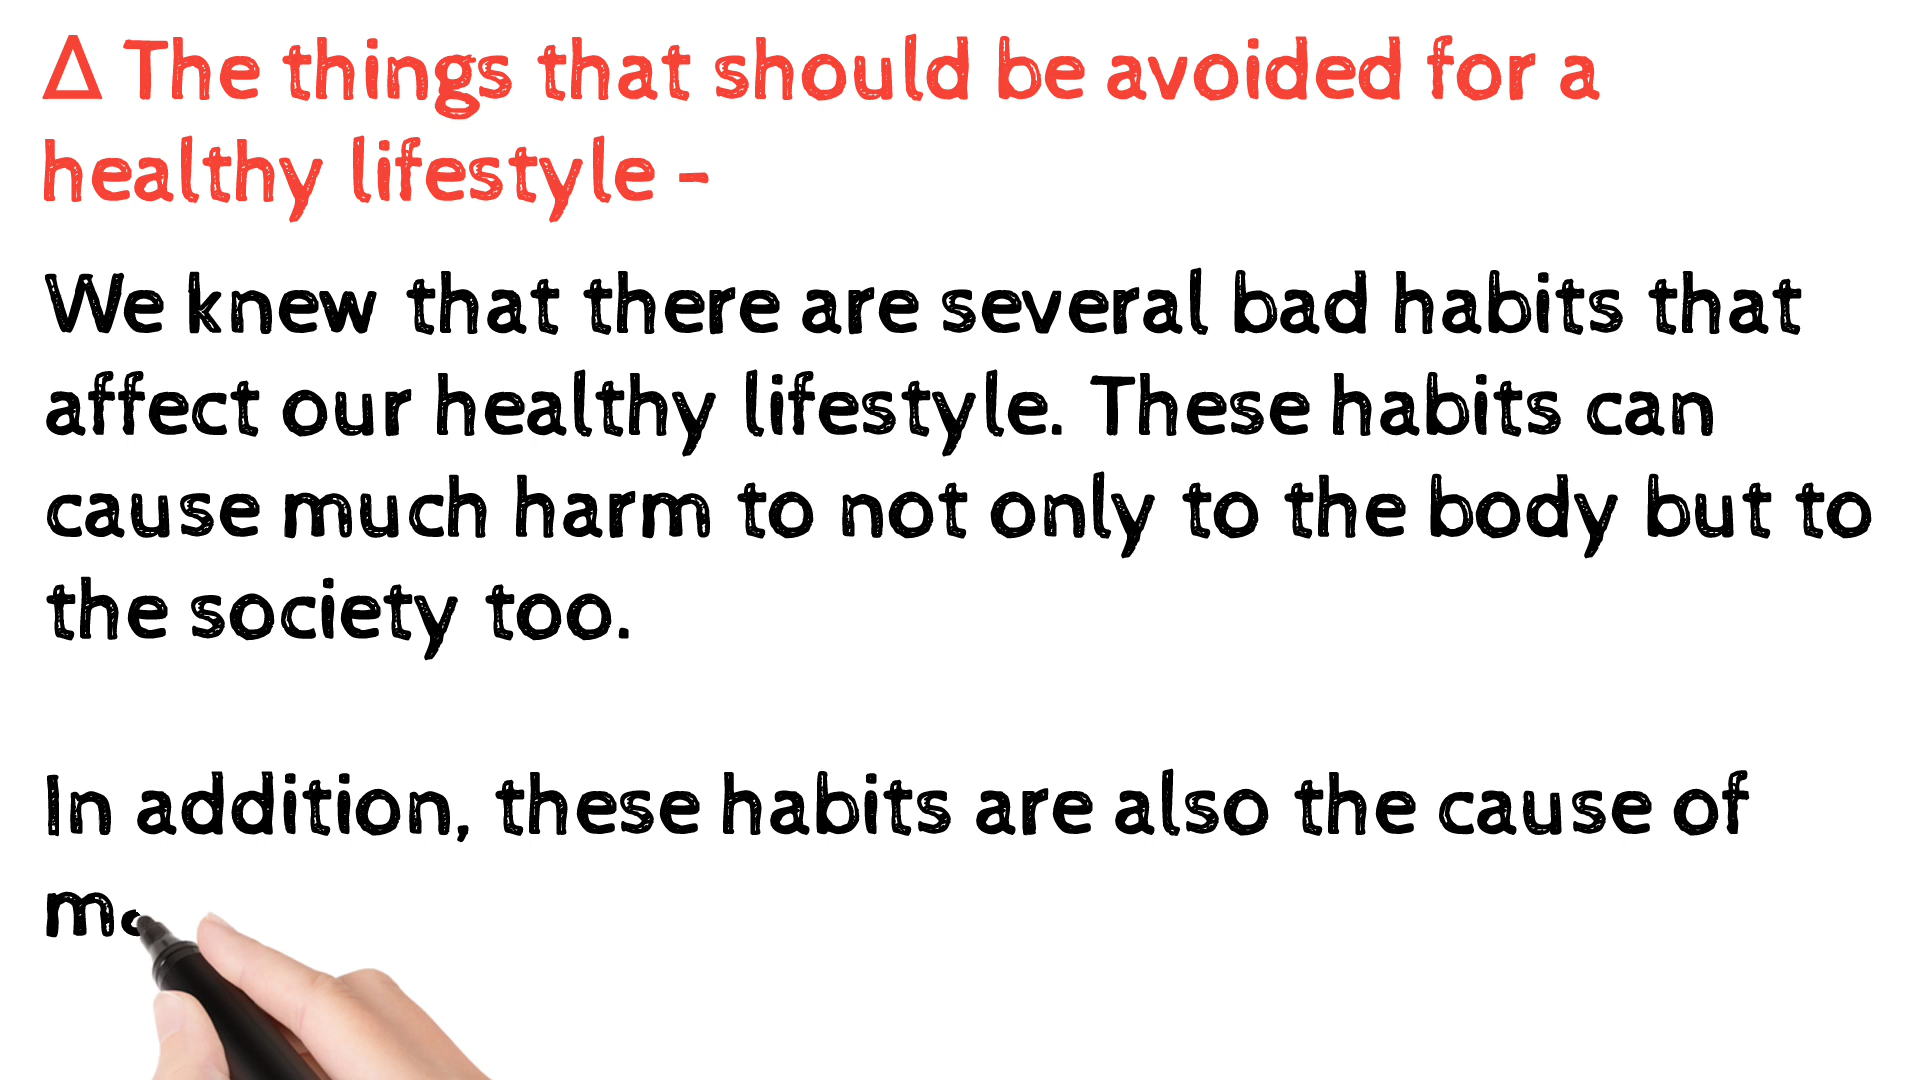 Δ The things that should be avoided for a
healthy lifestyle -
We knew that there are several bad habits that
affect our healthy lifestyle. These habits can
cause much harm to not only to the body but to
the society too.
In addition, these habits are also the cause of